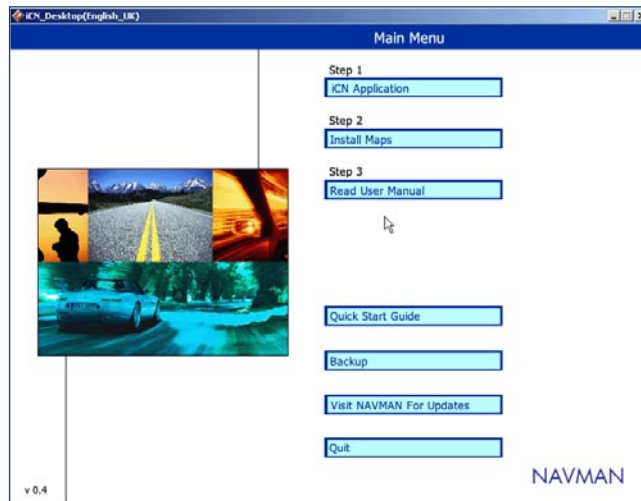 iCN_Desktop(English_UK)
Main Menu
Step 1
iCN Application
Step 2
Install Maps
Step 3
Read User Manual
Quick Start Guide
Backup
Visit NAVMAN For Updates
Quit
NAVMAN
v 0.4